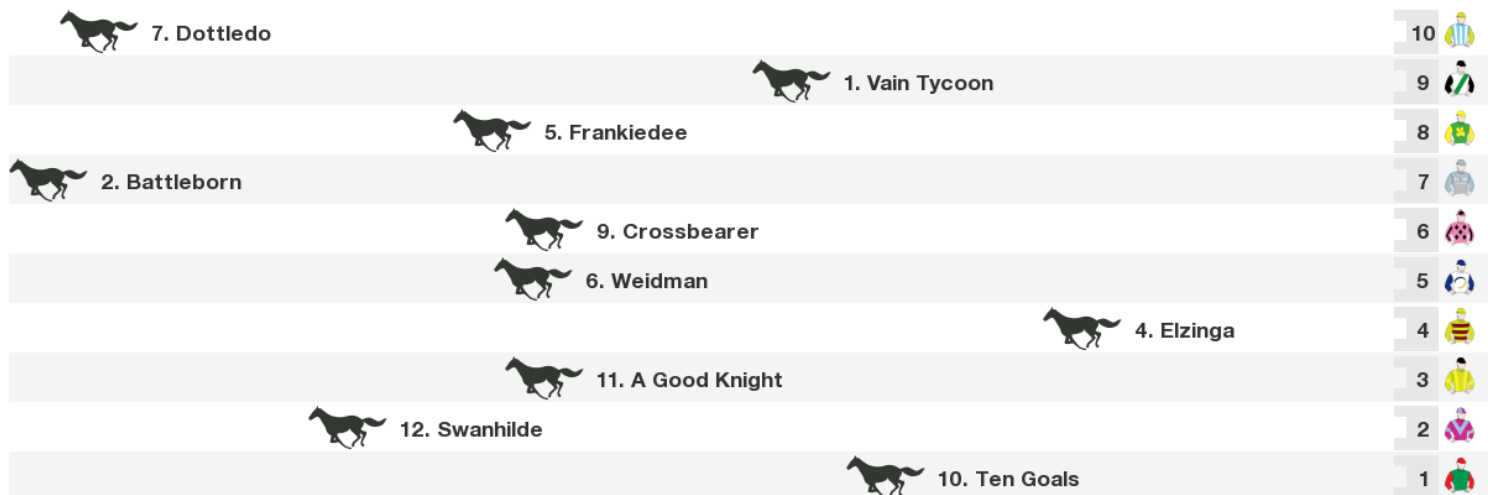 7. Dottledo 10
1. Vain Tycoon 9
5. Frankiedee 8
2. Battleborn 7
9. Crossbearer 6
6. Weidman 5
4. Elzinga 4
11. A Good Knight 3
12. Swanhilde 2
10. Ten Goals 1